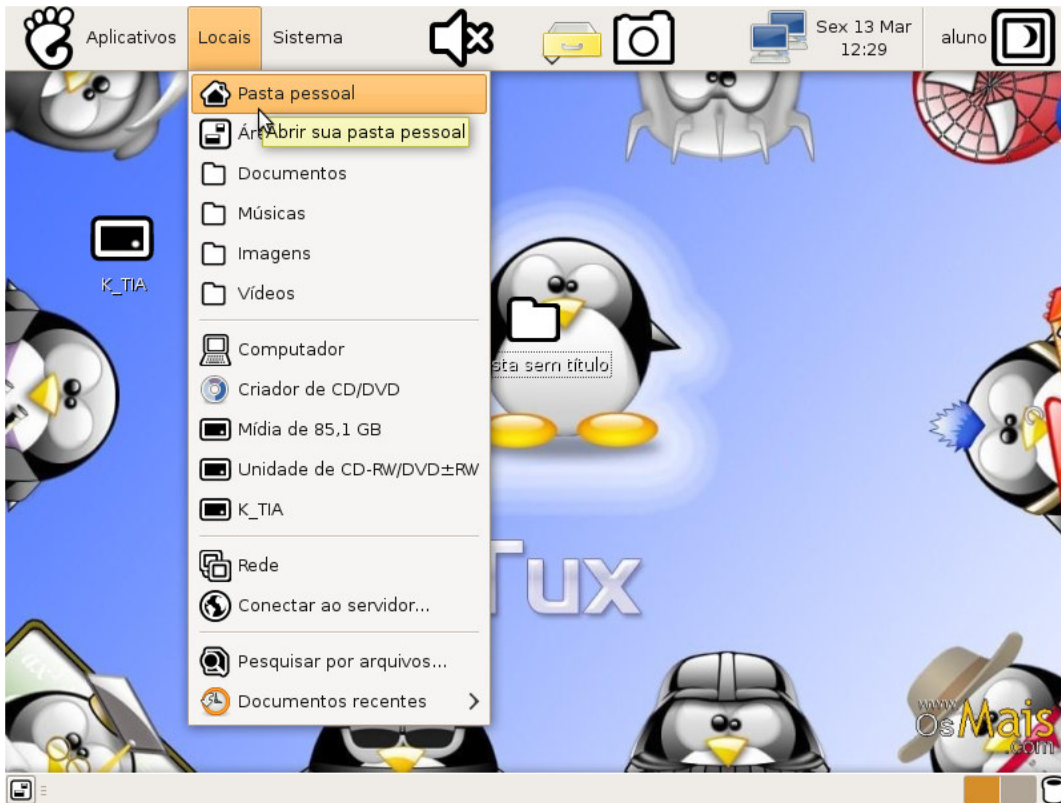 Aplicativos Locais Sistema
Sex 13 Mar
12:29
aluno
Pasta pessoal
Abrir sua pasta pessoal
Documentos
Músicas
Imagens
Vídeos
K_TIA
sta sem título
Computador
Criador de CD/DVD
Mídia de 85,1 GB
Unidade de CD-RW/DVD±RW
K_TIA
Rede
Conectar ao servidor...
Pesquisar por arquivos...
Documentos recentes
Tux
www.
OsMais
.com